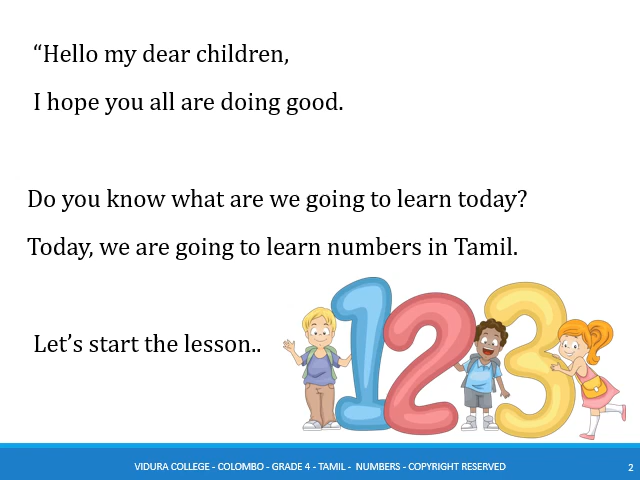 “Hello my dear children,
I hope you all are doing good.
Do you know what are we going to learn today?
Today, we are going to learn numbers in Tamil.
Let’s start the lesson..
123
VIDURA COLLEGE - COLOMBO - GRADE 4 - TAMIL - NUMBERS - COPYRIGHT RESERVED
2